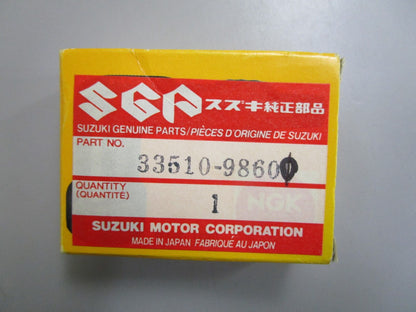 SGP スズキ純正部品
SUZUKI GENUINE PARTS/PIÈCES D'ORIGINE DE SUZUKI
PART NO.
33510-98600
QUANTITY
(QUANTITÉ)
1
NGK
SUZUKI MOTOR CORPORATION
MADE IN JAPAN FABRIQUÉ AU JAPON